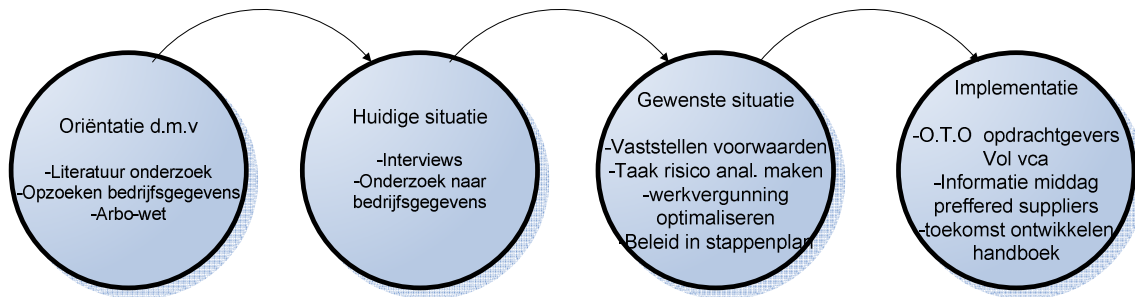 Oriëntatie d.m.v
-Literatuur onderzoek
-Opzoeken bedrijfsgegevens
-Arbo-wet
Huidige situatie
-Interviews
-Onderzoek naar
bedrijfsgegevens
Gewenste situatie
-Vaststellen voorwaarden
-Taak risico anal. maken
-werkvergunning
optimaliseren
-Beleid in stappenplan
Implementatie
-O.T.O opdrachtgevers
Vol vca
-Informatie middag
preffered suppliers
-toekomst ontwikkelen
handboek